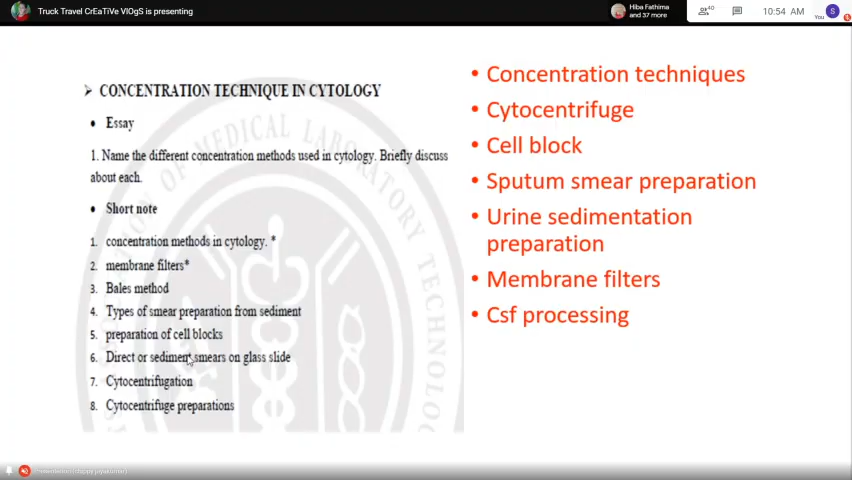 Truck Travel CrEaTiVe VlOgS is presenting
Hiba Fathima
and 37 more
40
10:54 AM
You
S
➤ CONCENTRATION TECHNIQUE IN CYTOLOGY
• Essay
1. Name the different concentration methods used in cytology. Briefly discuss
about each.
• Short note
1. concentration methods in cytology. *
2. membrane filters*
3. Bales method
4. Types of smear preparation from sediment
5. preparation of cell blocks
6. Direct or sediment smears on glass slide
7. Cytocentrifugation
8. Cytocentrifuge preparations
• Concentration techniques
• Cytocentrifuge
• Cell block
• Sputum smear preparation
• Urine sedimentation
preparation
• Membrane filters
• Csf processing
OF MEDICAL LABORATORY